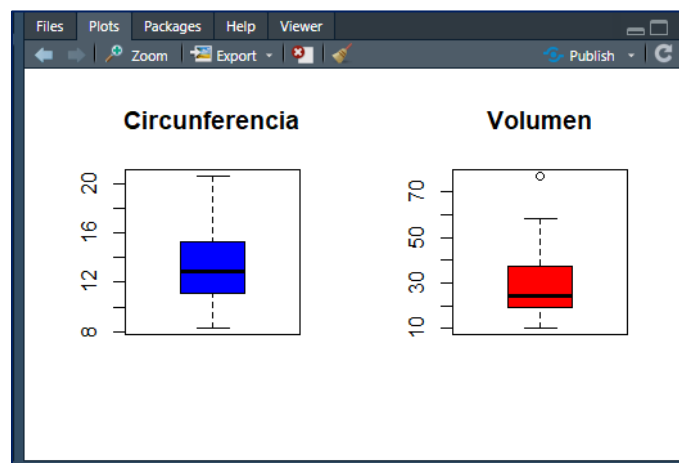 Files Plots Packages Help Viewer
Zoom Export Publish
Circunferencia Volumen
20
16
12
8
70
50
30
10